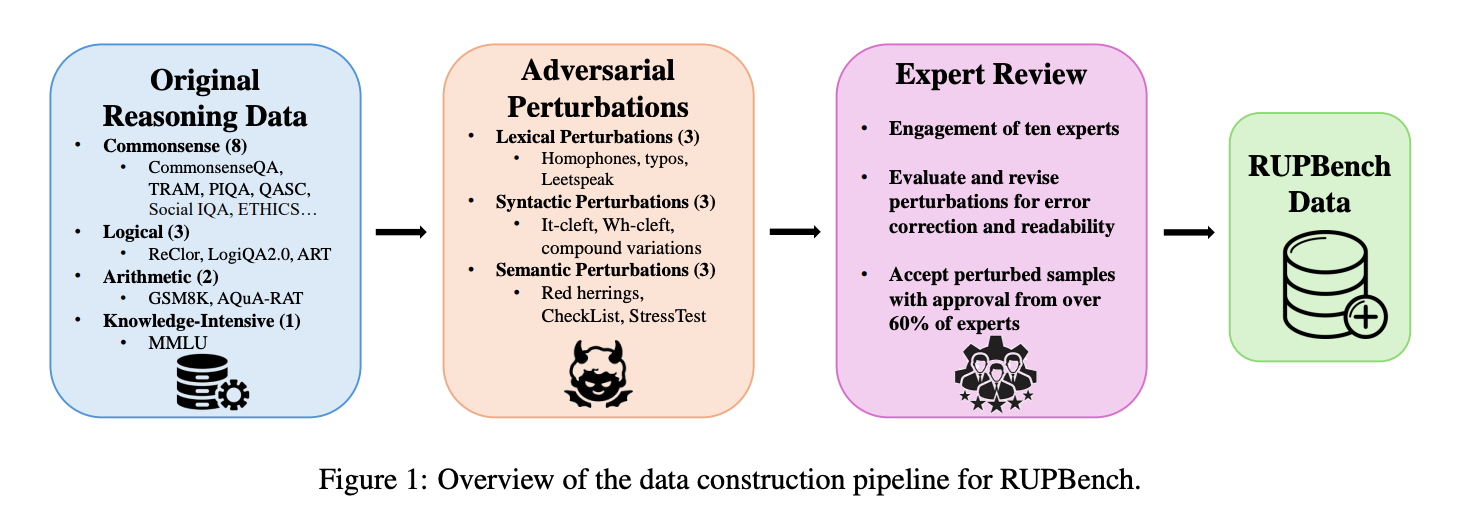 Original
Reasoning Data
• Commonsense (8)
• CommonsenseQA,
TRAM, PIQA, QASC,
Social IQA, ETHICS…
• Logical (3)
• ReClor, LogiQA2.0, ART
• Arithmetic (2)
• GSM8K, AQuA-RAT
• Knowledge-Intensive (1)
• MMLU
Adversarial
Perturbations
• Lexical Perturbations (3)
• Homophones, typos,
Leetspeak
• Syntactic Perturbations (3)
• It-cleft, Wh-cleft,
compound variations
• Semantic Perturbations (3)
• Red herrings,
CheckList, StressTest
Expert Review
• Engagement of ten experts
• Evaluate and revise
perturbations for error
correction and readability
• Accept perturbed samples
with approval from over
60% of experts
RUPBench
Data
Figure 1: Overview of the data construction pipeline for RUPBench.